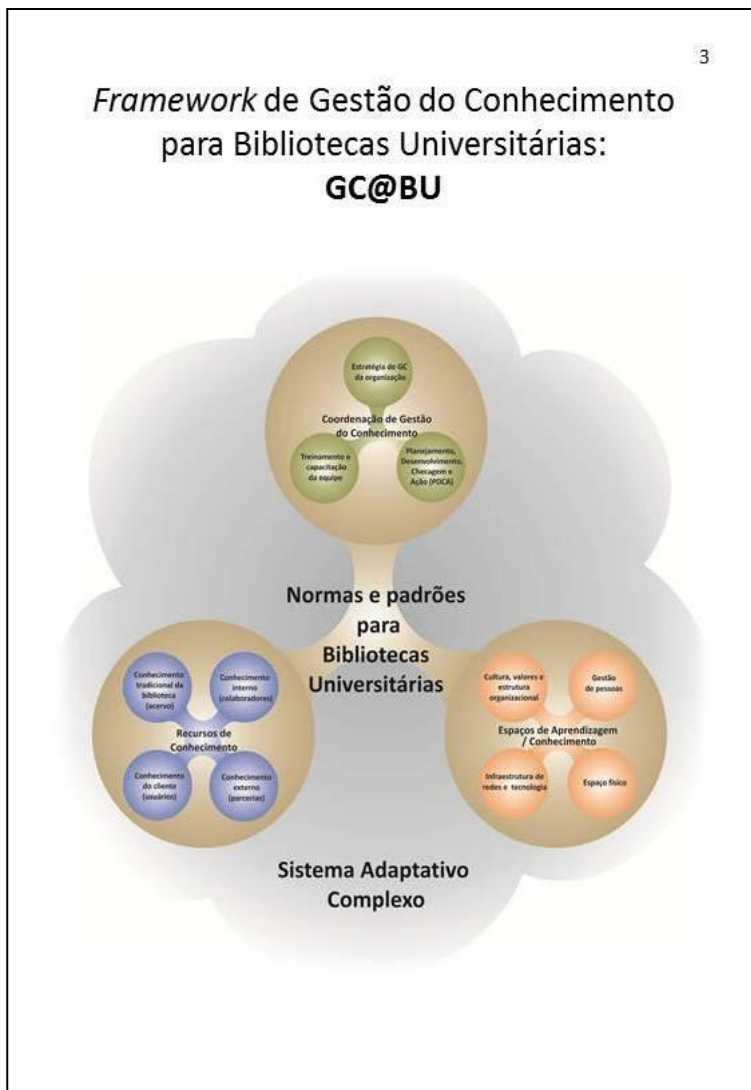 3
Framework de Gestão do Conhecimento
para Bibliotecas Universitárias:
GC@BU
Estratégia de GC
da organização
Coordenação de Gestão
do Conhecimento
Treinamento e
capacitação
da equipe
Planejamento,
Desenvolvimento,
Checagem e
Ação (PDCA)
Normas e padrões
para
Bibliotecas
Universitárias
Conhecimento
tradicional da
biblioteca
(acervo)
Conhecimento
interno
(colaboradores)
Recursos de
Conhecimento
Conhecimento
do cliente
(usuários)
Conhecimento
externo
(parcerias)
Cultura, valores e
estrutura
organizacional
Gestão
de pessoas
Espaços de Aprendizagem
/ Conhecimento
Infraestrutura de
redes e tecnologia
Espaço físico
Sistema Adaptativo
Complexo